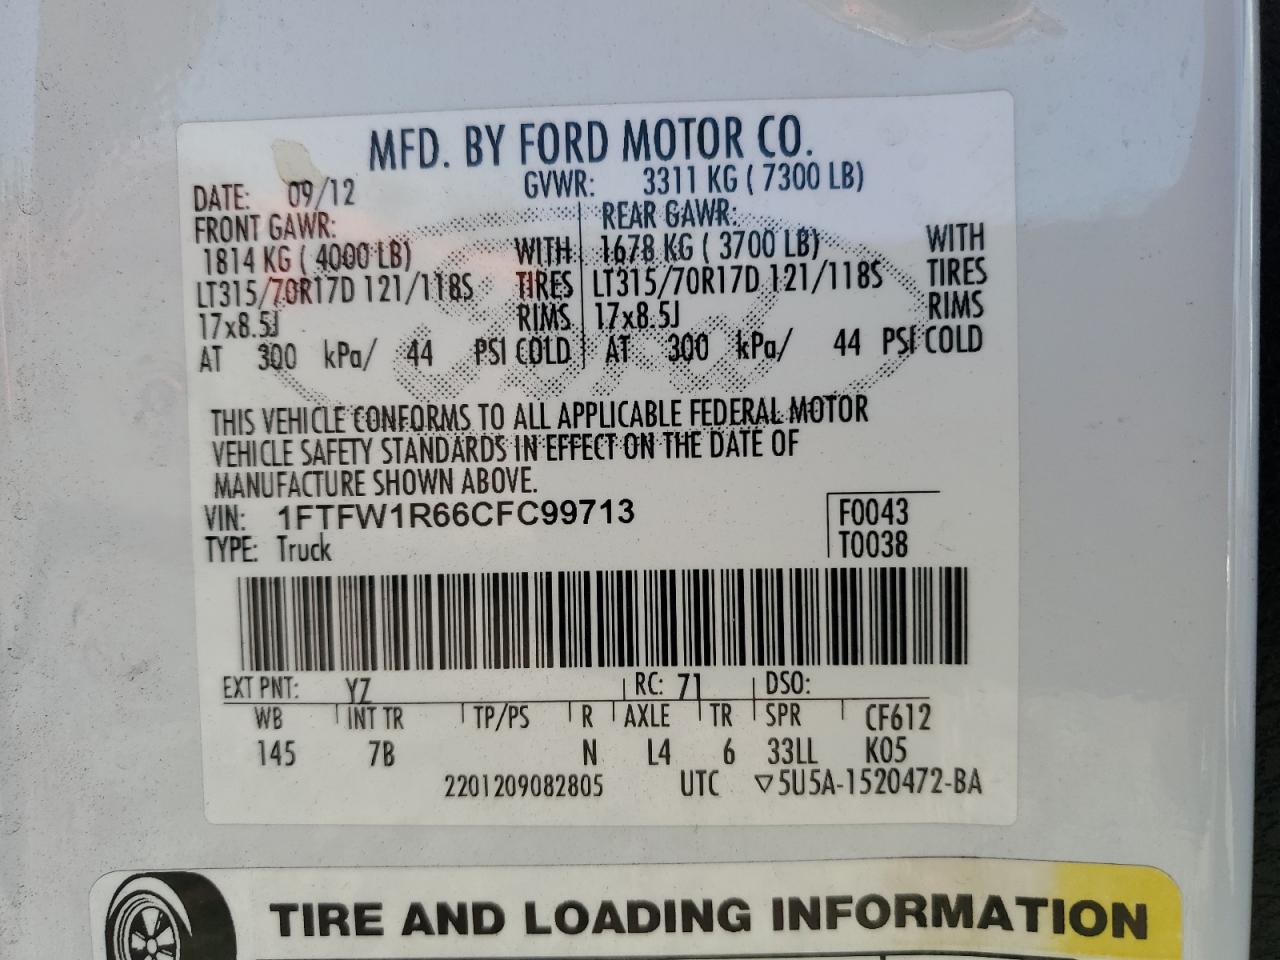 MFD. BY FORD MOTOR CO.
DATE: 09/12 GVWR: 3311 KG ( 7300 LB)
FRONT GAWR: REAR GAWR:
1814 KG ( 4000 LB) WITH 1678 KG ( 3700 LB) WITH
LT315/70R17D 121/118S TIRES LT315/70R17D 121/118S TIRES
17x8.5J RIMS 17x8.5J RIMS
AT 300 kPa/ 44 PSI COLD AT 300 kPa/ 44 PSI COLD
THIS VEHICLE CONFORMS TO ALL APPLICABLE FEDERAL MOTOR
VEHICLE SAFETY STANDARDS IN EFFECT ON THE DATE OF
MANUFACTURE SHOWN ABOVE.
VIN: 1FTFW1R66CFC99713 F0043
TYPE: Truck T0038
EXT PNT: YZ RC: 71 DSO:
WB INT TR TP/PS R AXLE TR SPR CF612
145 7B N L4 6 33LL K05
2201209082805 UTC ▽5U5A-1520472-BA
TIRE AND LOADING INFORMATION